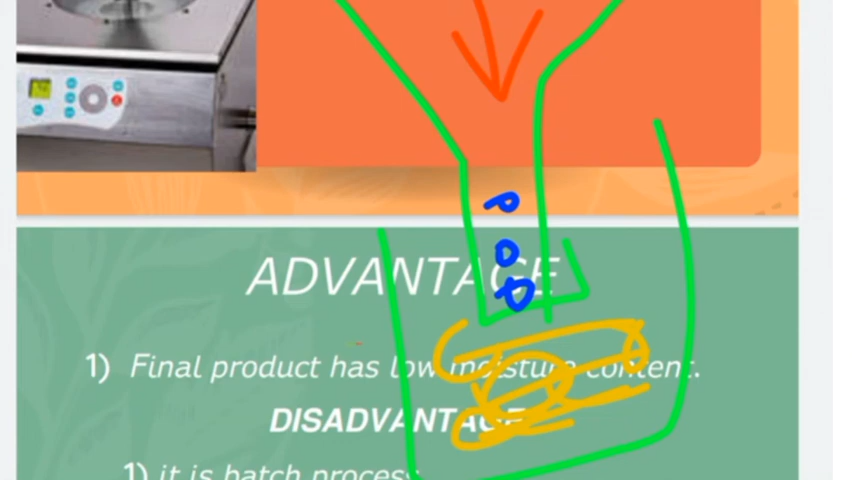 ADVANTAGE
1) Final product has low moisture content.
DISADVANTAGE
1) it is batch process